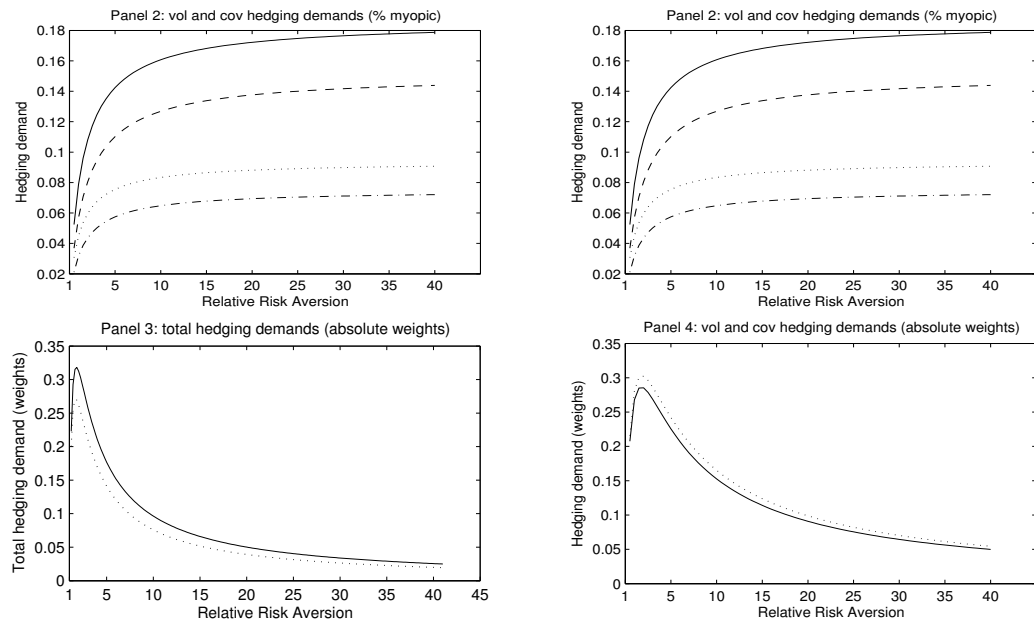 Panel 2: vol and cov hedging demands (% myopic)
0.18
0.16
0.14
0.12
0.1
0.08
0.06
0.04
0.02
Hedging demand
1 5 10 15 20 25 30 35 40
Relative Risk Aversion
Panel 2: vol and cov hedging demands (% myopic)
0.18
0.16
0.14
0.12
0.1
0.08
0.06
0.04
0.02
Hedging demand
1 5 10 15 20 25 30 35 40
Relative Risk Aversion
Panel 3: total hedging demands (absolute weights)
0.35
0.3
0.25
0.2
0.15
0.1
0.05
0
Total hedging demand (weights)
1 5 10 15 20 25 30 35 40 45
Relative Risk Aversion
Panel 4: vol and cov hedging demands (absolute weights)
0.35
0.3
0.25
0.2
0.15
0.1
0.05
0
Hedging demand (weights)
1 5 10 15 20 25 30 35 40
Relative Risk Aversion